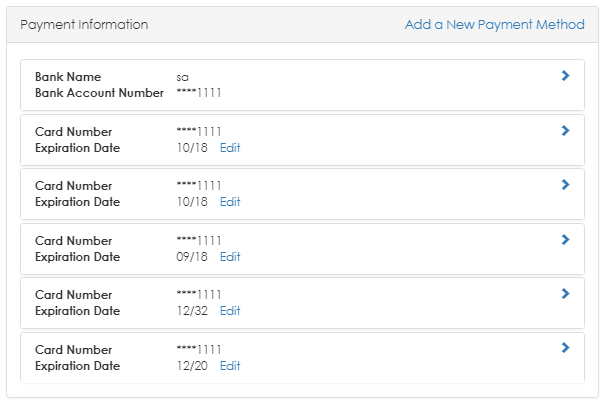 Payment Information Add a New Payment Method
Bank Name sa
Bank Account Number ****1111
Card Number ****1111
Expiration Date 10/18 Edit
Card Number ****1111
Expiration Date 10/18 Edit
Card Number ****1111
Expiration Date 09/18 Edit
Card Number ****1111
Expiration Date 12/32 Edit
Card Number ****1111
Expiration Date 12/20 Edit